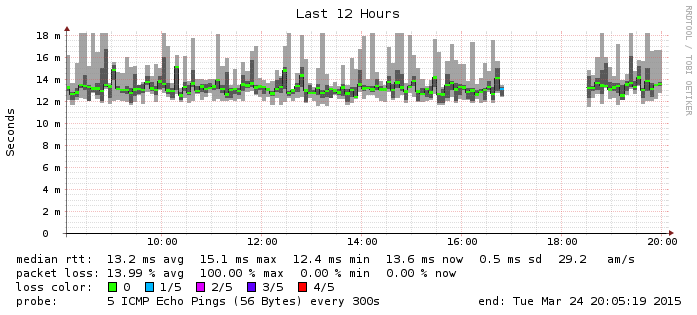 Last 12 Hours
RRDTOOL / TOBI OETIKER
Seconds
18 m
16 m
14 m
12 m
10 m
8 m
6 m
4 m
2 m
0
10:00 12:00 14:00 16:00 18:00 20:00
median rtt: 13.2 ms avg 15.1 ms max 12.4 ms min 13.6 ms now 0.5 ms sd 29.2 am/s
packet loss: 13.99 % avg 100.00 % max 0.00 % min 0.00 % now
loss color: 0 1/5 2/5 3/5 4/5
probe: 5 ICMP Echo Pings (56 Bytes) every 300s end: Tue Mar 24 20:05:19 2015